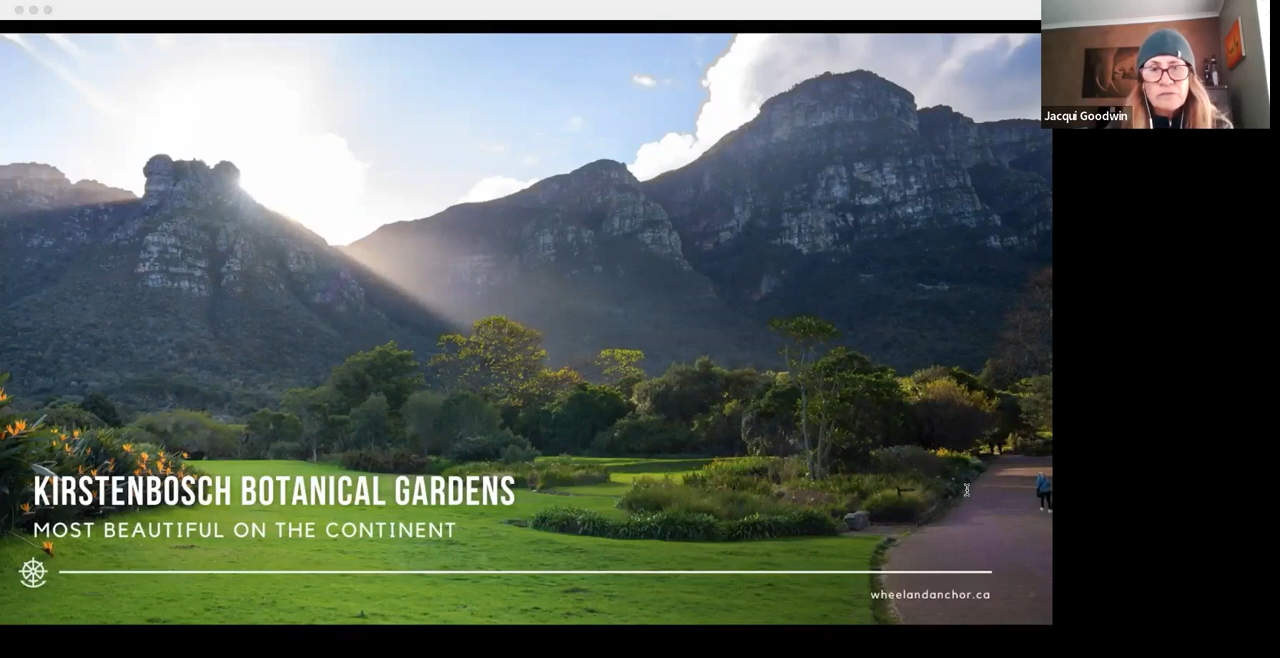 Jacqui Goodwin
KIRSTENBOSCH BOTANICAL GARDENS
MOST BEAUTIFUL ON THE CONTINENT
wheelandanchor.ca